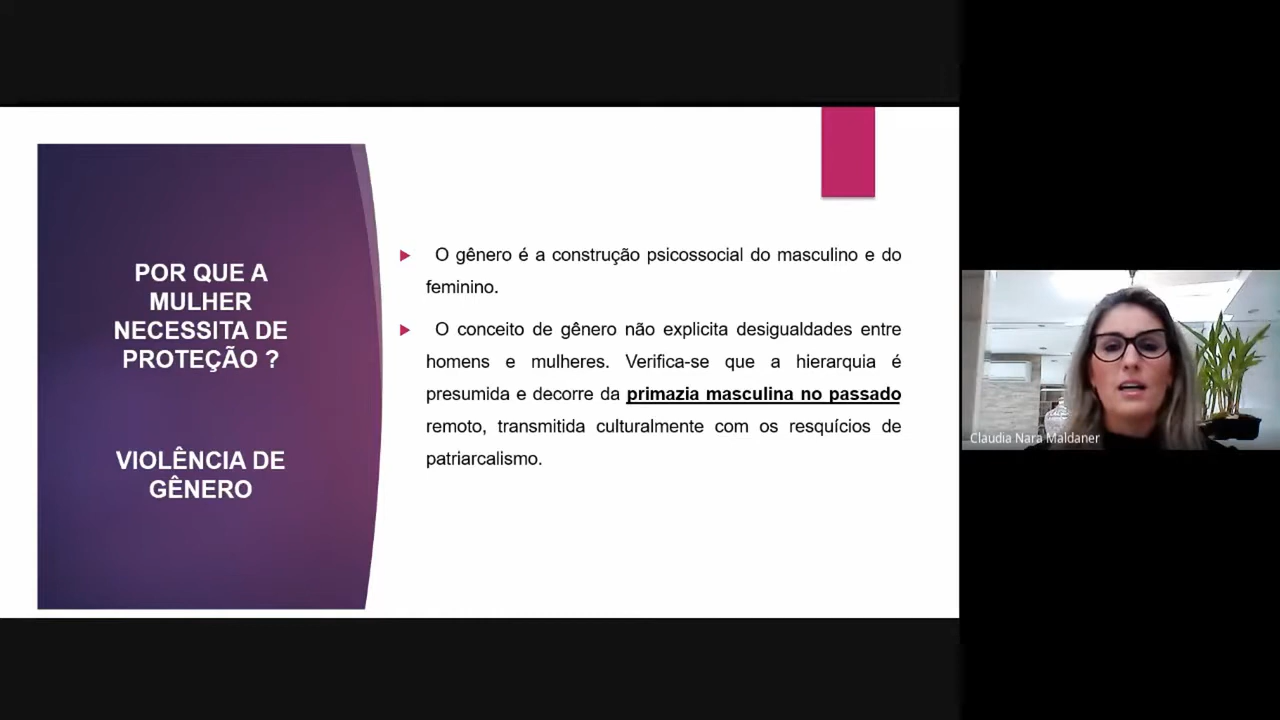 POR QUE A
MULHER
NECESSITA DE
PROTEÇÃO ?
VIOLÊNCIA DE
GÊNERO
O gênero é a construção psicossocial do masculino e do
feminino.
O conceito de gênero não explicita desigualdades entre
homens e mulheres. Verifica-se que a hierarquia é
presumida e decorre da primazia masculina no passado
remoto, transmitida culturalmente com os resquícios de
patriarcalismo.
Claudia Nara Maldaner